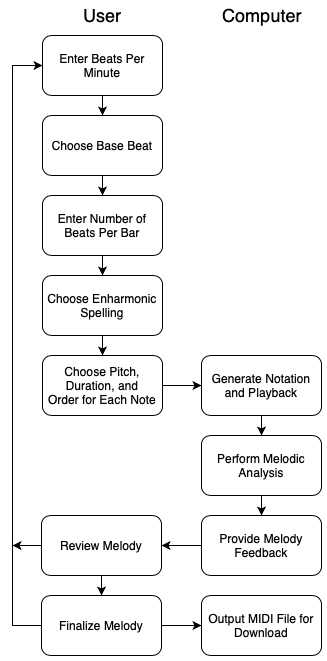 User
Computer
Enter Beats Per
Minute
Choose Base Beat
Enter Number of
Beats Per Bar
Choose Enharmonic
Spelling
Choose Pitch,
Duration, and
Order for Each Note
Generate Notation
and Playback
Perform Melodic
Analysis
Provide Melody
Feedback
Review Melody
Finalize Melody
Output MIDI File for
Download